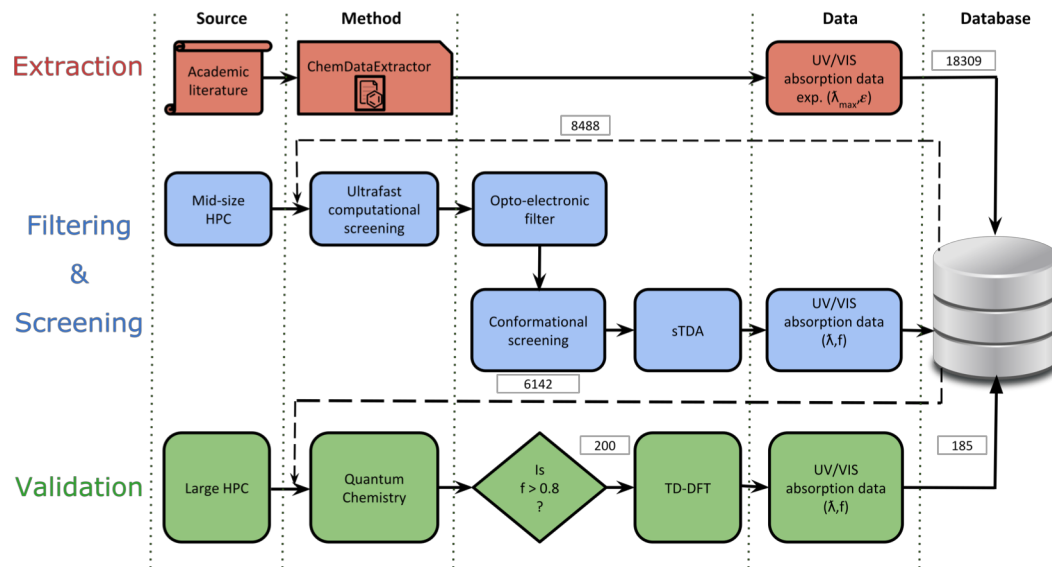 Source
Method
Data
Database
Extraction
Academic
literature
ChemDataExtractor
UV/VIS
absorption data
exp. (ƛmax,ε)
18309
8488
Filtering
&
Screening
Mid-size
HPC
Ultrafast
computational
screening
Opto-electronic
filter
Conformational
screening
sTDA
UV/VIS
absorption data
(ƛ,f)
6142
Validation
Large HPC
Quantum
Chemistry
Is
f > 0.8
?
200
TD-DFT
UV/VIS
absorption data
(ƛ,f)
185